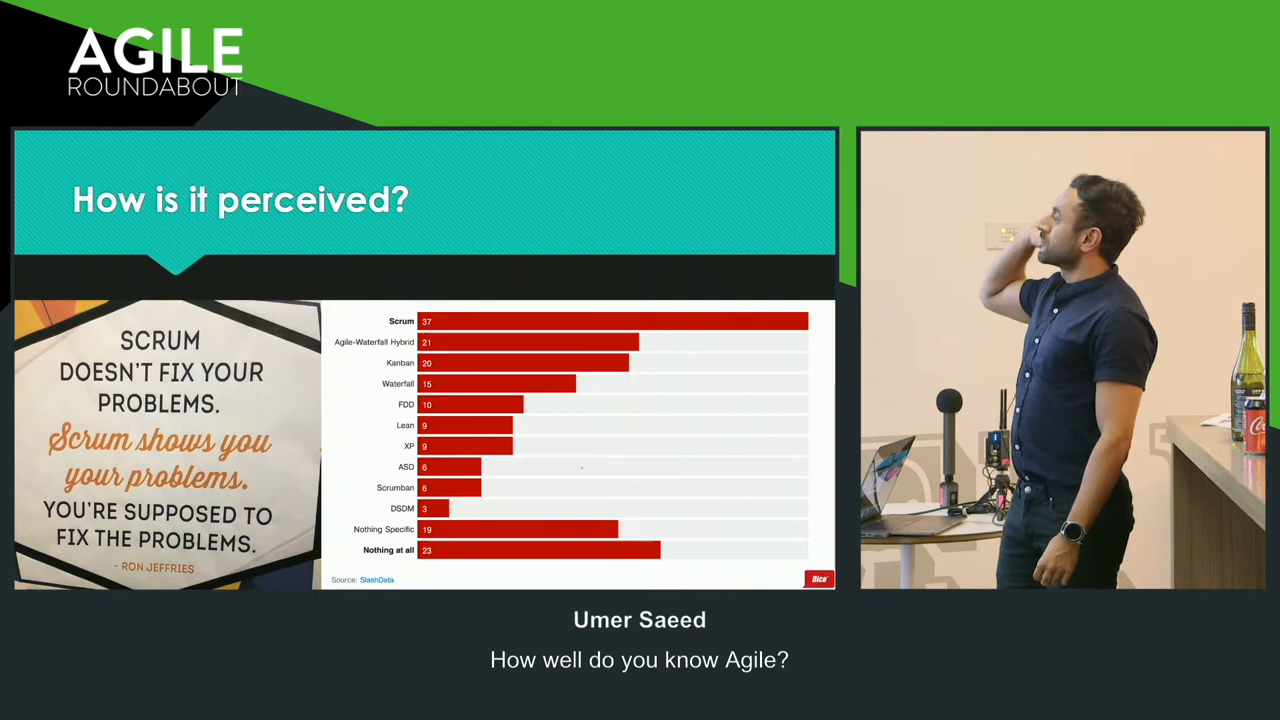 AGILE
ROUNDABOUT
How is it perceived?
SCRUM
DOESN'T FIX YOUR
PROBLEMS.
Scrum shows you
your problems.
YOU'RE SUPPOSED TO
FIX THE PROBLEMS.
- RON JEFFRIES
Scrum 37
Agile-Waterfall Hybrid 21
Kanban 20
Waterfall 15
FDD 10
Lean 9
XP 9
ASD 6
Scrumban 6
DSDM 3
Nothing Specific 19
Nothing at all 23
Source: SlashData
Dice
Umer Saeed
How well do you know Agile?